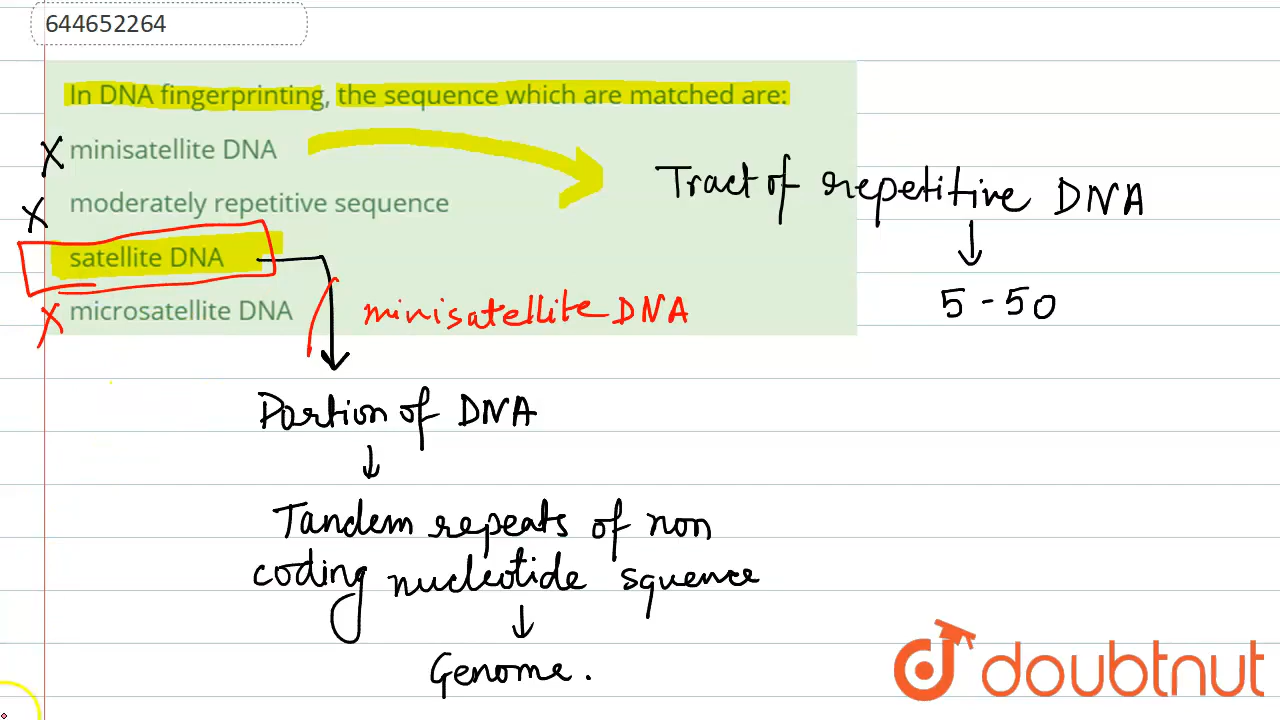 644652264
In DNA fingerprinting, the sequence which are matched are:
X minisatellite DNA
Tract of repetitive DNA
X moderately repetitive sequence
satellite DNA
5 - 50
X microsatellite DNA
minisatellite DNA
Portion of DNA
Tandem repeats of non
coding nucleotide squence
Genome.
doubtnut